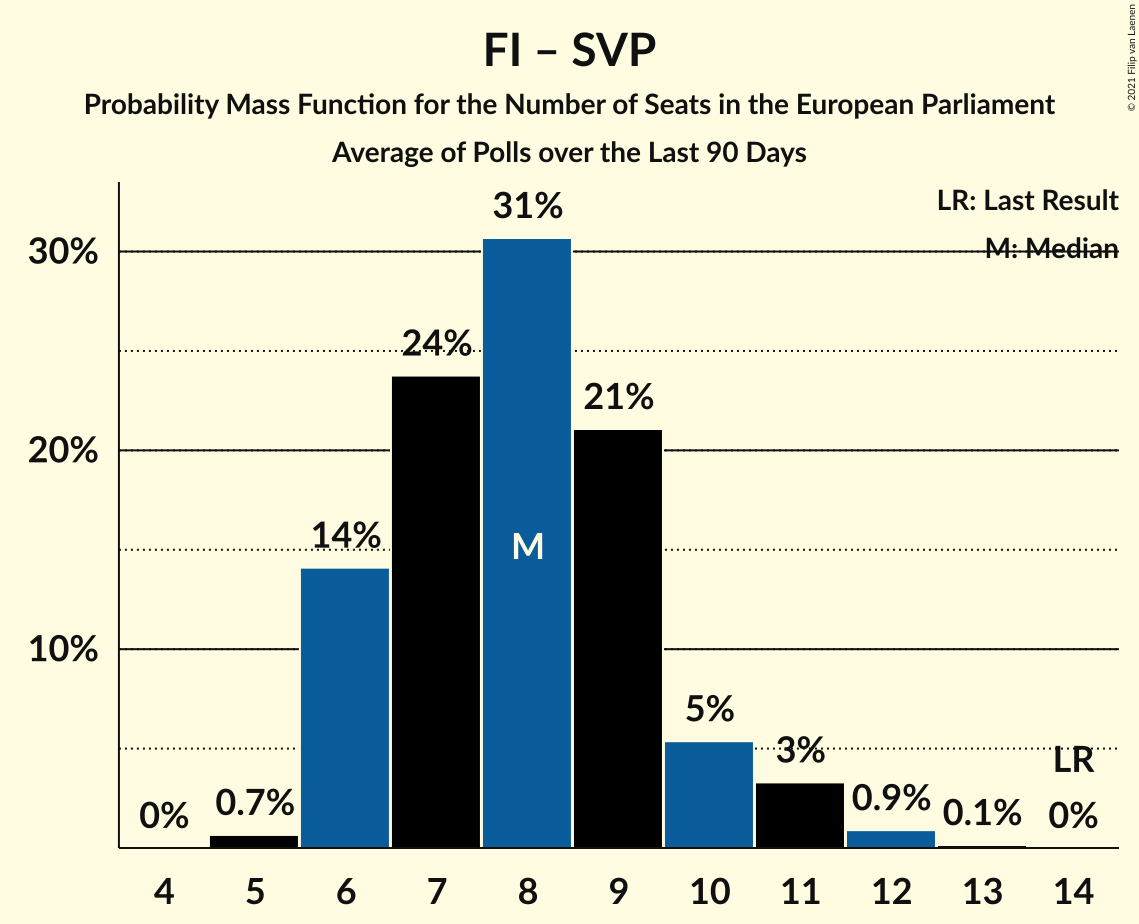 FI – SVP
Probability Mass Function for the Number of Seats in the European Parliament
Average of Polls over the Last 90 Days
© 2021 Filip van Laenen
LR: Last Result
M: Median
30%
20%
10%
0%
0.7%
14%
24%
31%
M
21%
5%
3%
0.9%
0.1%
LR
0%
4 5 6 7 8 9 10 11 12 13 14